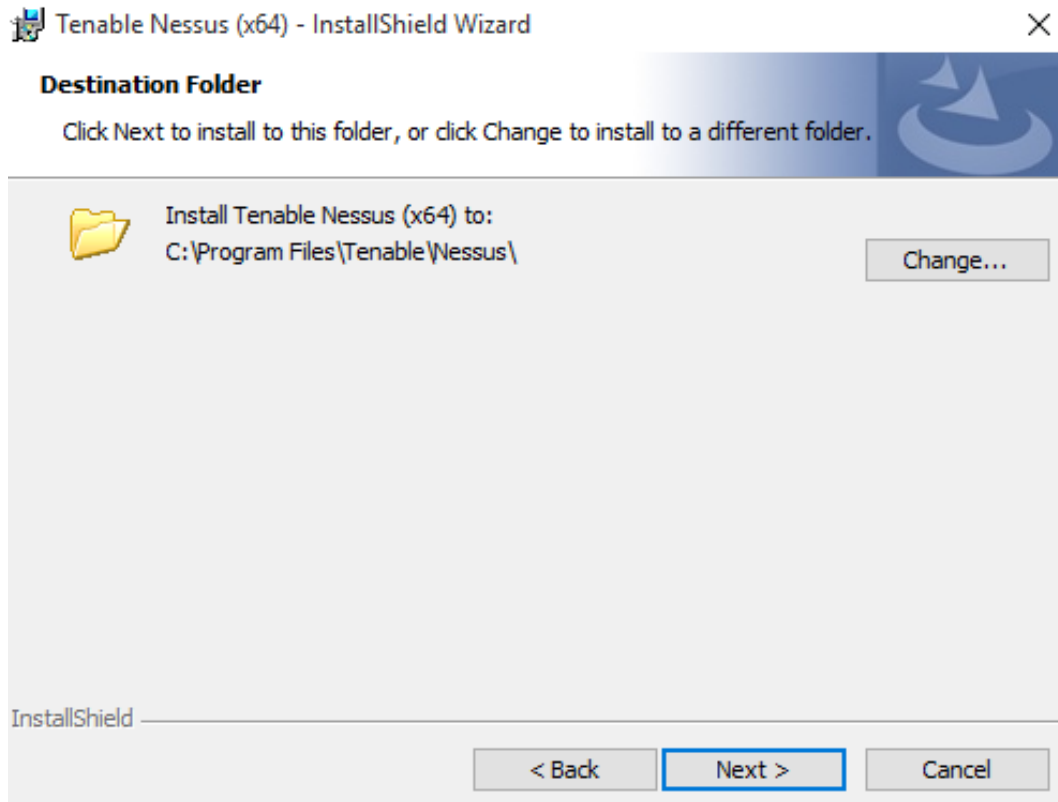 Tenable Nessus (x64) - InstallShield Wizard
Destination Folder
Click Next to install to this folder, or click Change to install to a different folder.
Install Tenable Nessus (x64) to:
C:\Program Files\Tenable\Nessus\
Change...
InstallShield
< Back
Next >
Cancel